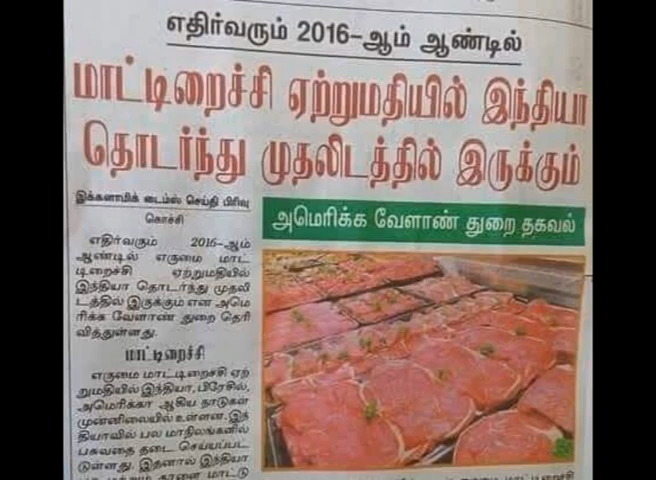 எதிர்வரும் 2016-ஆம் ஆண்டில்
மாட்டிறைச்சி ஏற்றுமதியில் இந்தியா
தொடர்ந்து முதலிடத்தில் இருக்கும்
இக்கனாமிக் டைம்ஸ் செய்தி பிரிவு
கொச்சி
எதிர்வரும் 2016-ஆம்
ஆண்டில் எருமை மாட்
டிறைச்சி ஏற்றுமதியில்
இந்தியா தொடர்ந்து முதலி
டத்தில் இருக்கும் என அமெ
ரிக்க வேளாண் துறை தெரி
வித்துள்ளது.
மாட்டிறைச்சி
எருமை மாட்டிறைச்சி ஏற்
றுமதியில் இந்தியா, பிரேசில்,
அமெரிக்கா ஆகிய நாடுகள்
முன்னிலையில் உள்ளன. இந்
தியாவில் பல மாநிலங்களில்
பசுவதை தடை செய்யப்பட்
டுள்ளது. இதனால் இந்தியா
காளை மாட்டு
அமெரிக்க வேளாண் துறை தகவல்